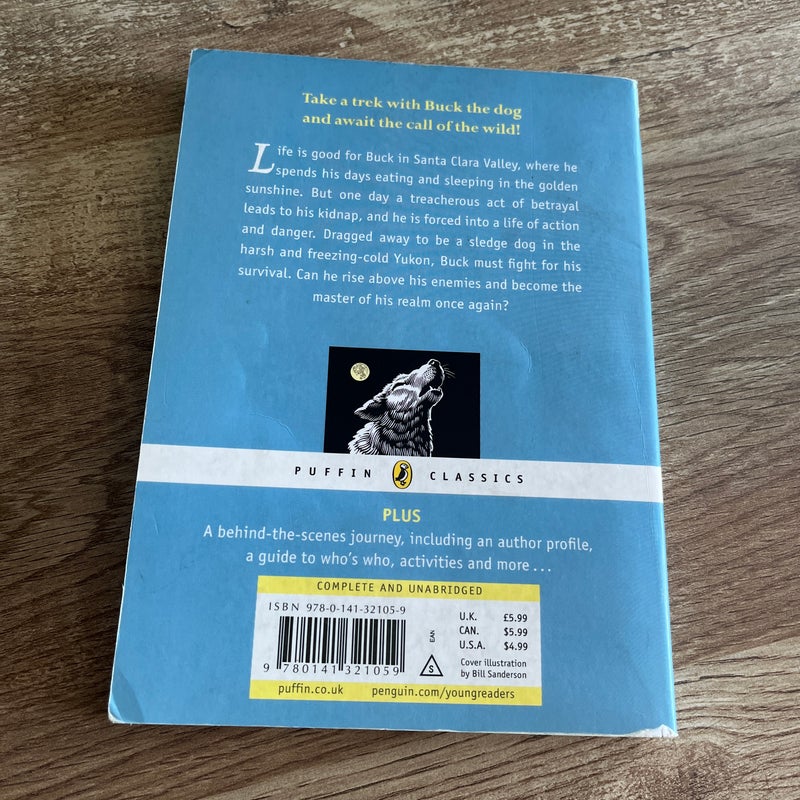 Take a trek with Buck the dog
and await the call of the wild!
Life is good for Buck in Santa Clara Valley, where he
spends his days eating and sleeping in the golden
sunshine. But one day a treacherous act of betrayal
leads to his kidnap, and he is forced into a life of action
and danger. Dragged away to be a sledge dog in the
harsh and freezing-cold Yukon, Buck must fight for his
survival. Can he rise above his enemies and become the
master of his realm once again?
PUFFIN CLASSICS
PLUS
A behind-the-scenes journey, including an author profile,
a guide to who's who, activities and more ...
COMPLETE AND UNABRIDGED
ISBN 978-0-141-32105-9
9 780141 321059
EAN
S
U.K. £5.99
CAN. $5.99
U.S.A. $4.99
Cover illustration
by Bill Sanderson
puffin.co.uk penguin.com/youngreaders